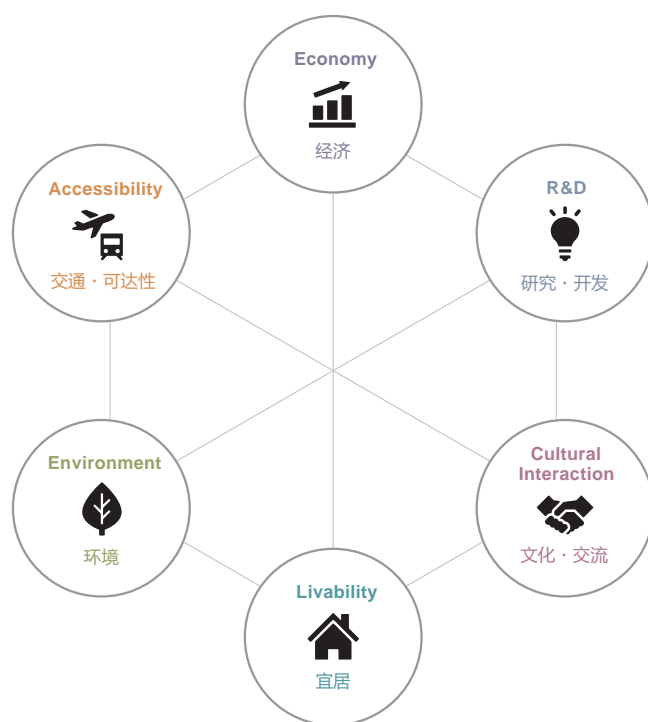 Economy
经济
Accessibility
交通・可达性
R&D
研究・开发
Environment
环境
Cultural
Interaction
文化・交流
Livability
宜居